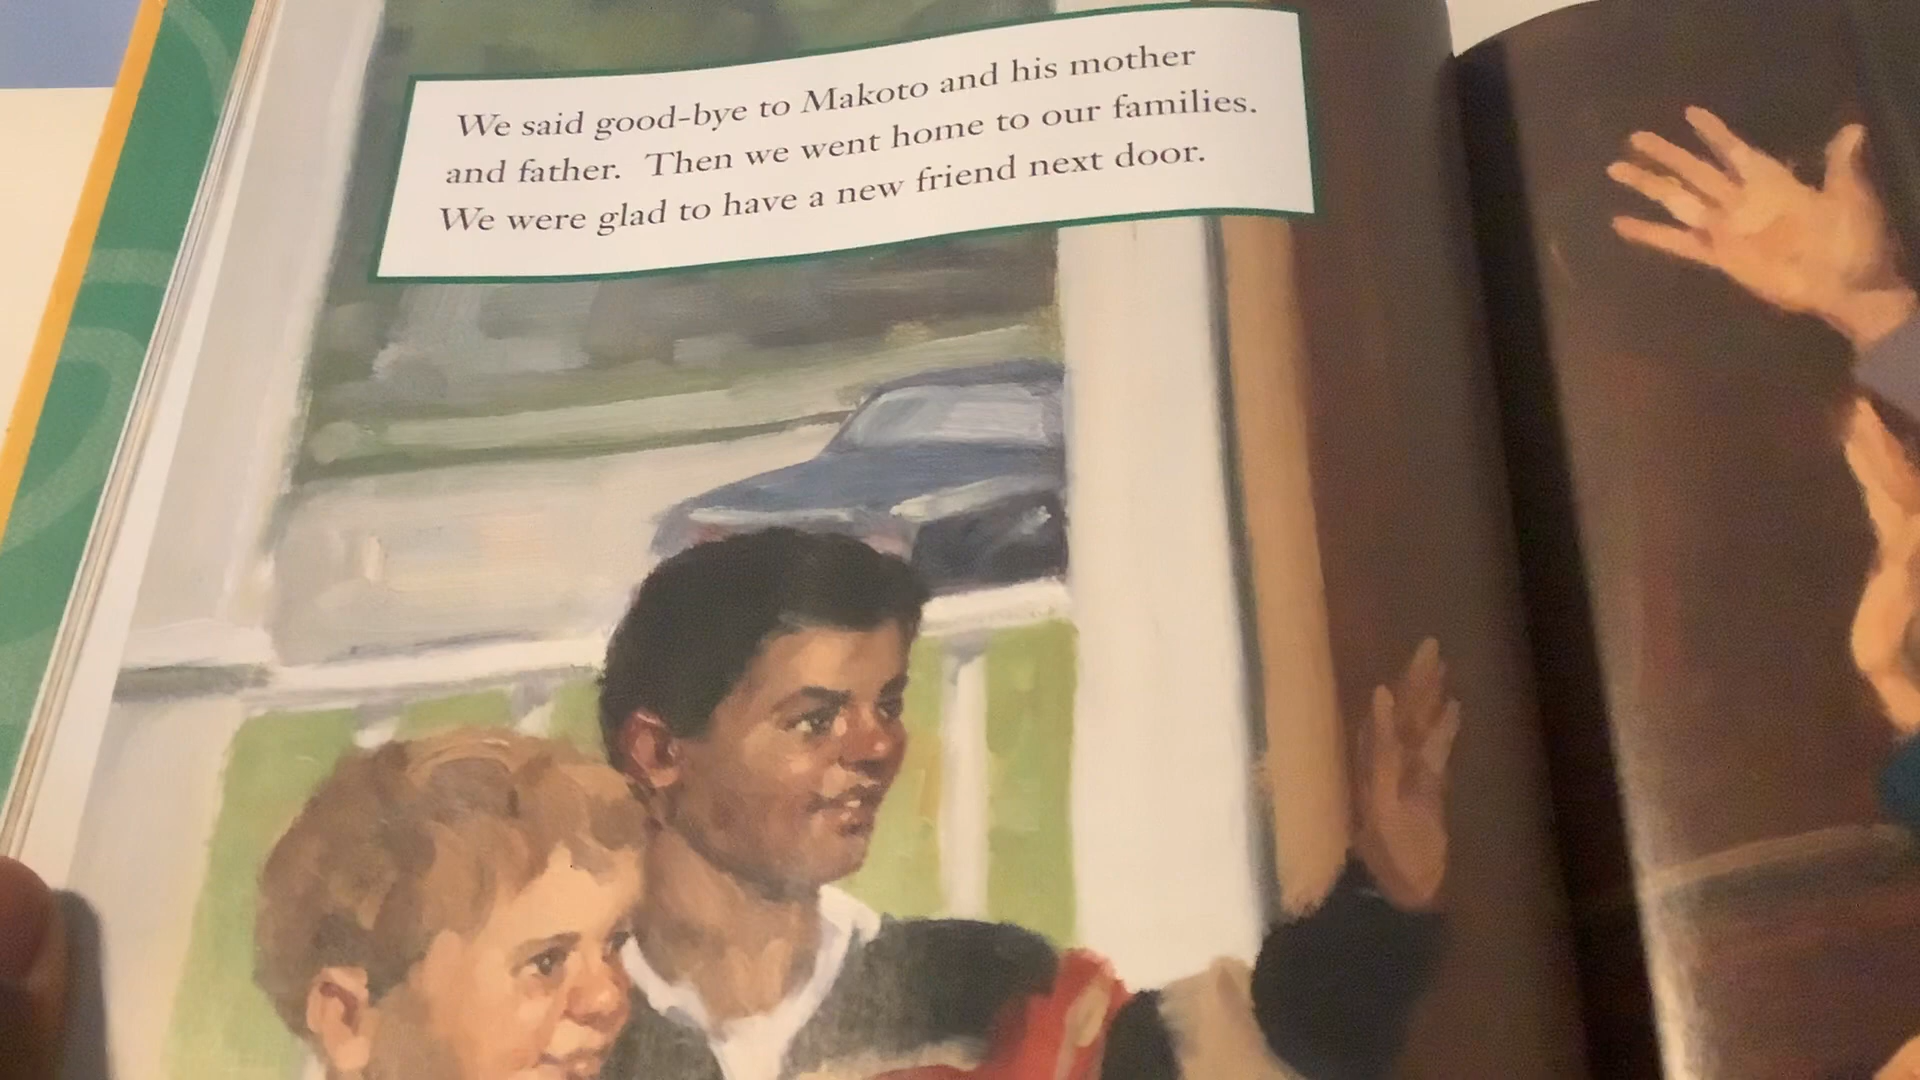 We said good-bye to Makoto and his mother
and father. Then we went home to our families.
We were glad to have a new friend next door.